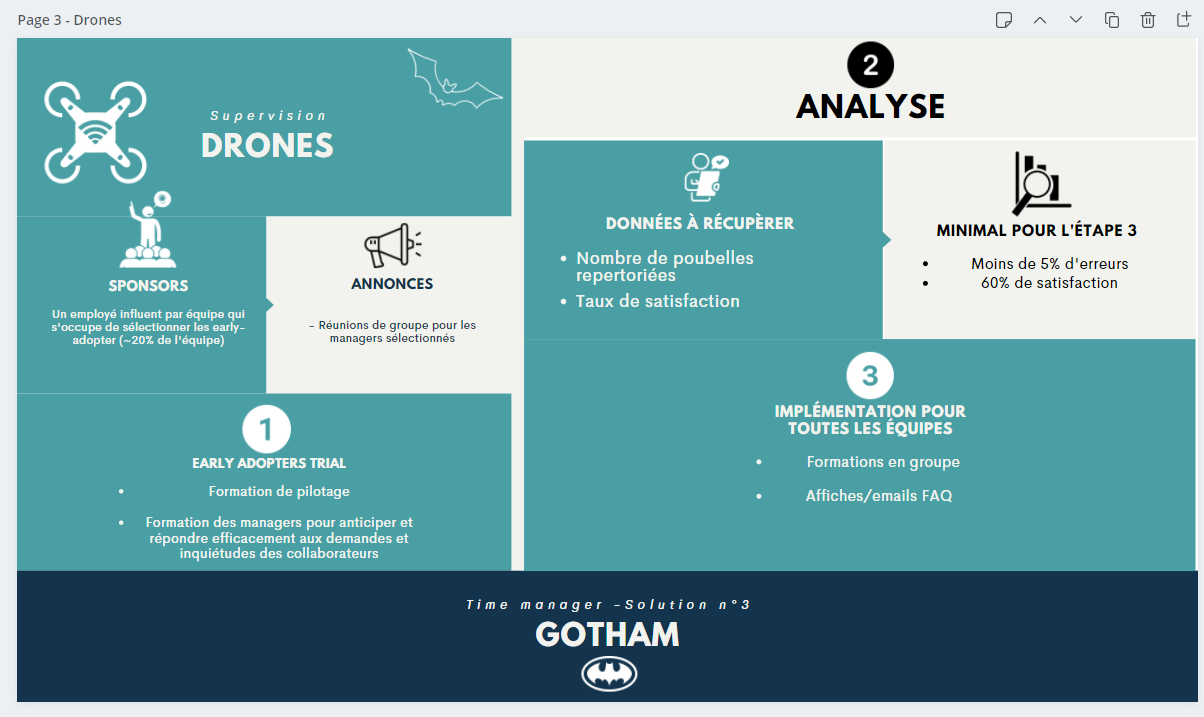 Page 3 - Drones
Supervision
DRONES
SPONSORS
Un employé influent par équipe qui
s'occupe de sélectionner les early-
adopter (~20% de l'équipe)
ANNONCES
- Réunions de groupe pour les
managers sélectionnés
1
EARLY ADOPTERS TRIAL
• Formation de pilotage
• Formation des managers pour anticiper et
répondre efficacement aux demandes et
inquiétudes des collaborateurs
2
ANALYSE
DONNÉES À RÉCUPÈRER
• Nombre de poubelles
repertoriées
• Taux de satisfaction
MINIMAL POUR L'ÉTAPE 3
• Moins de 5% d'erreurs
• 60% de satisfaction
3
IMPLÉMENTATION POUR
TOUTES LES ÉQUIPES
• Formations en groupe
• Affiches/emails FAQ
Time manager -Solution n°3
GOTHAM